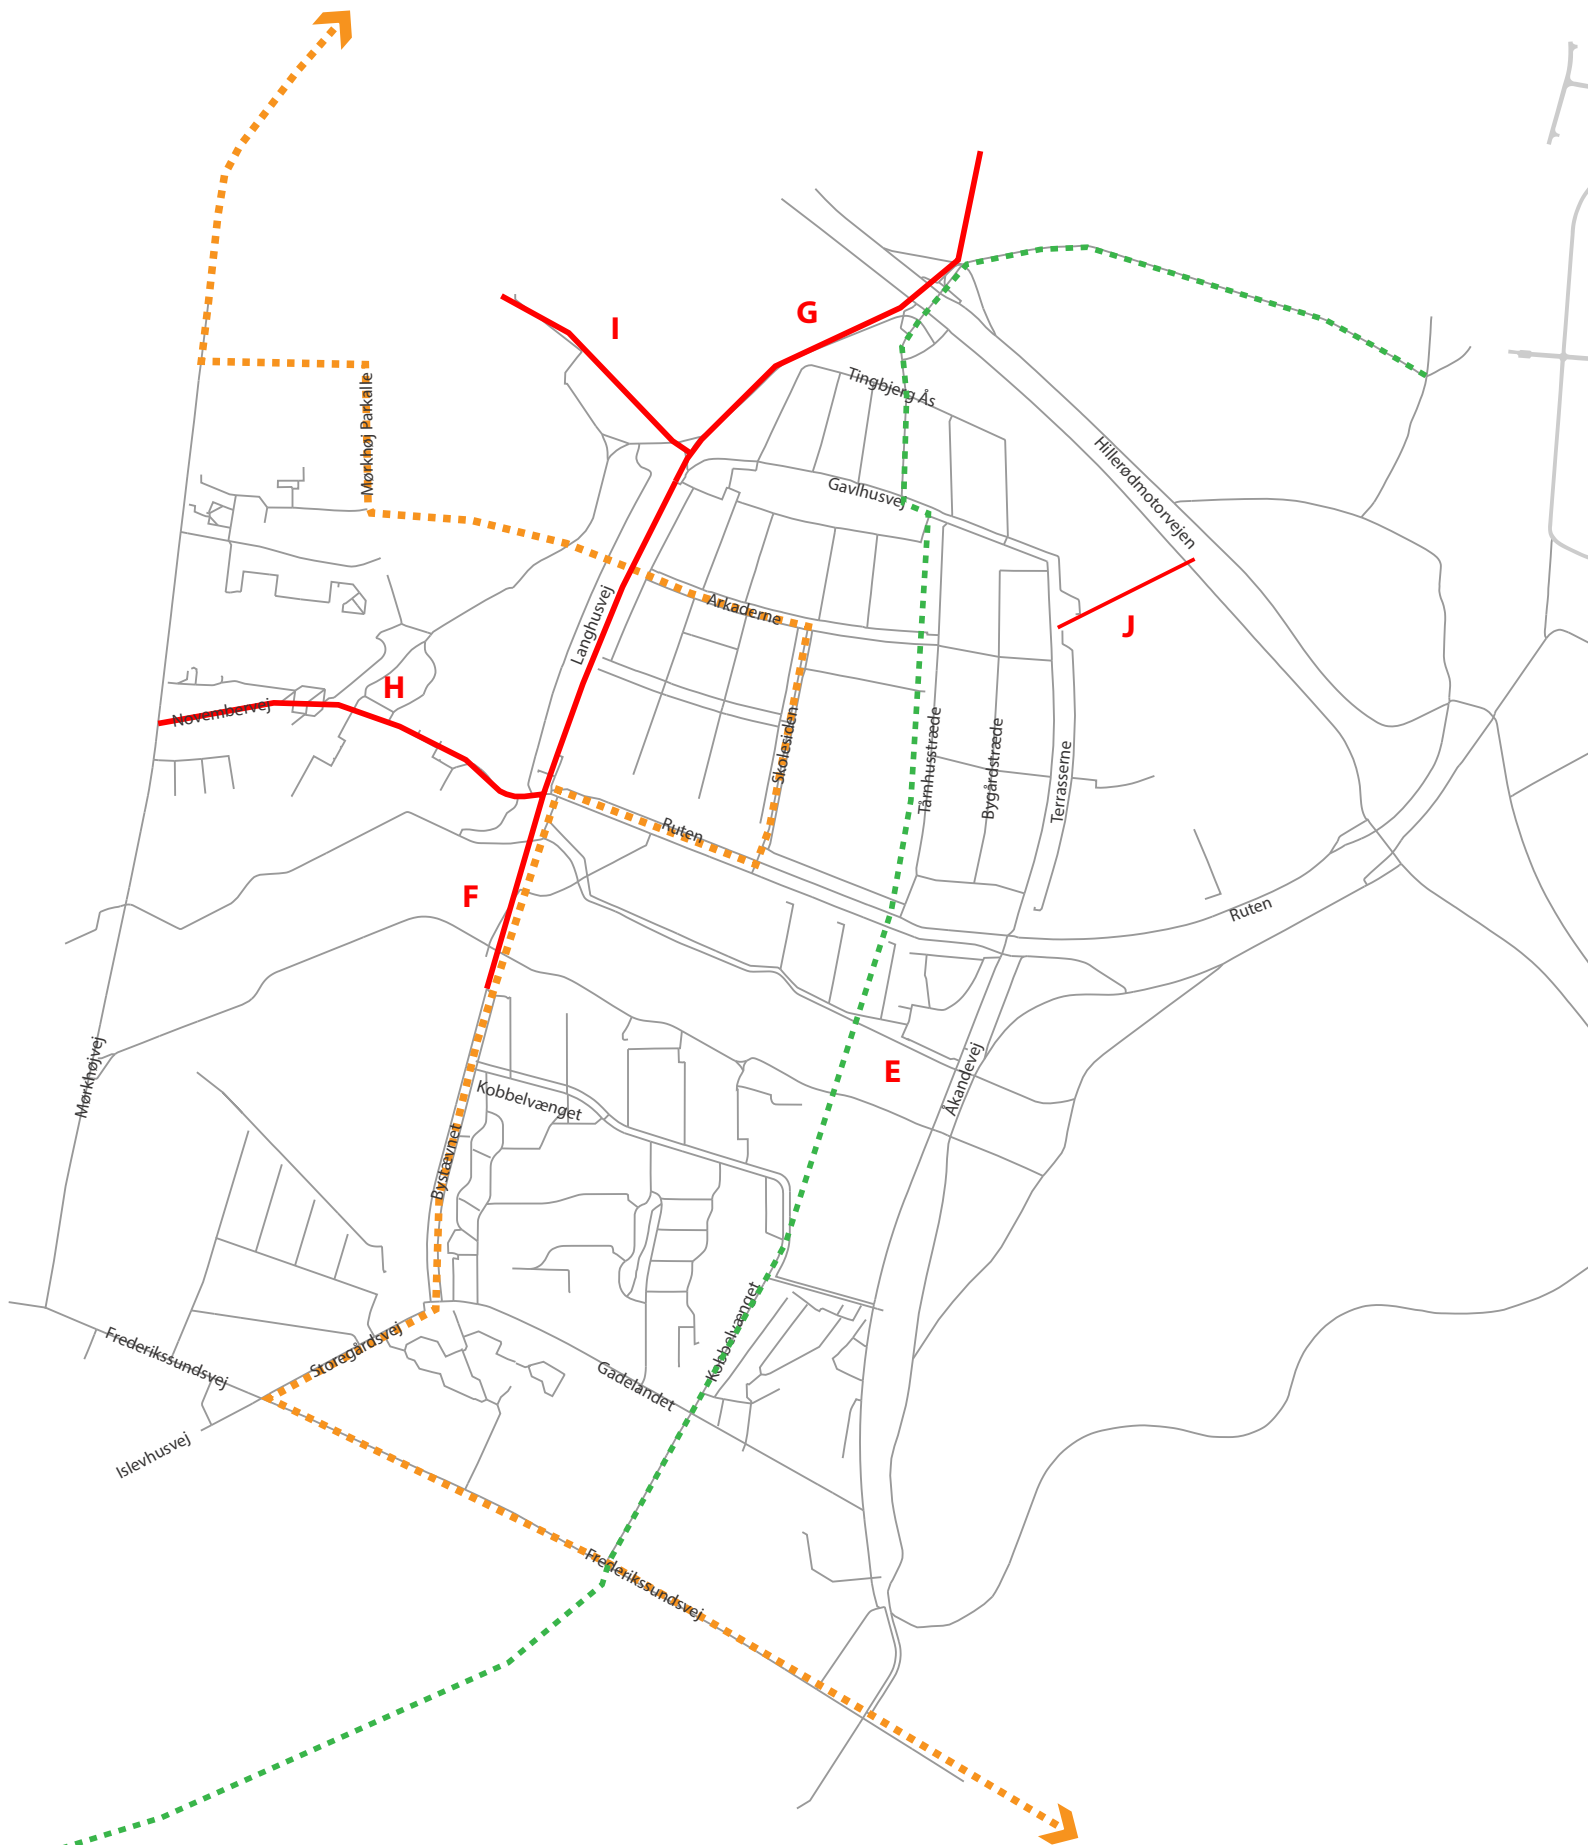 G
I
Tingbjerg Ås
Mørkhøj Parkalle
Hillerødmotorvejen
Gavlhusvej
Arkaderne
Langhusvej
J
H
Novembervej
Skolesiden
Tårnhusstræde
Bygårdstræde
Terrasserne
Ruten
F
Ruten
E
Mørkhøjvej
Åkandevej
Kobbelvænget
Bystævnet
Kobbelvænget
Storegårdsvej
Frederikssundsvej
Gadelandet
Islevhusvej
Frederikssundsvej